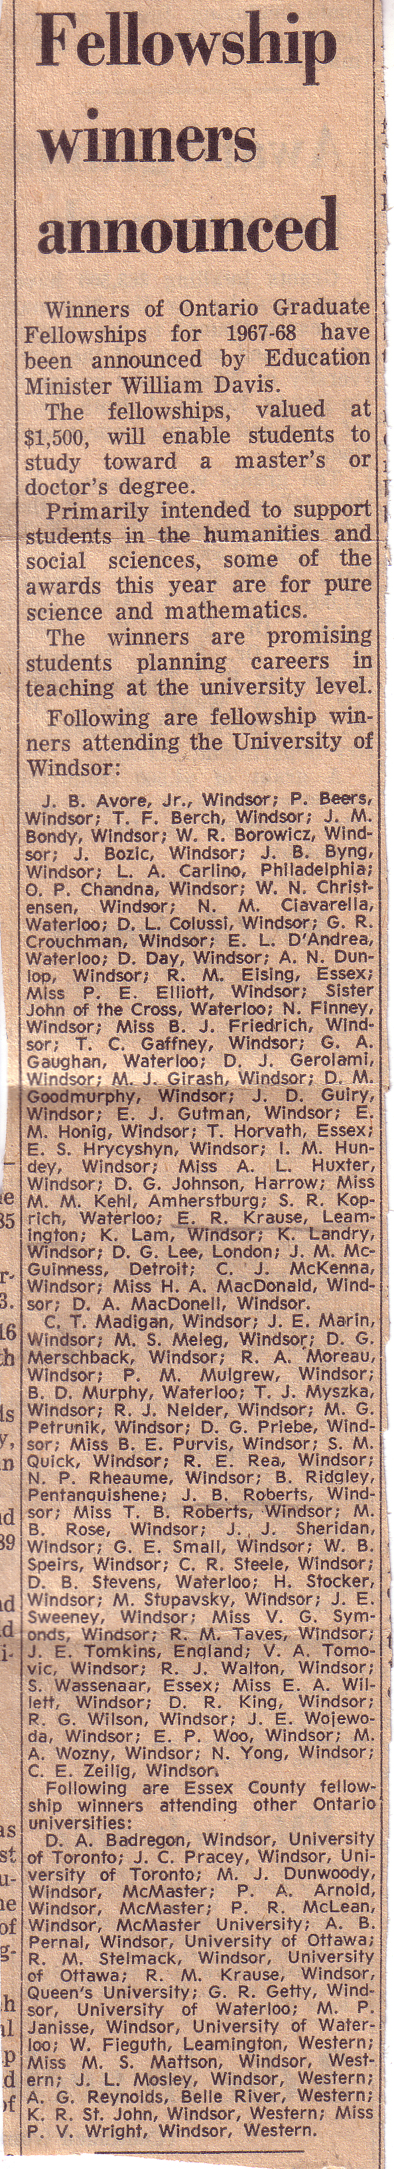 Fellowship
winners
announced
Winners of Ontario Graduate
Fellowships for 1967-68 have
been announced by Education
Minister William Davis.
The fellowships, valued at
$1,500, will enable students to
study toward a master's or
doctor's degree.
Primarily intended to support
students in the humanities and
social sciences, some of the
awards this year are for pure
science and mathematics.
The winners are promising
students planning careers in
teaching at the university level.
Following are fellowship win-
ners attending the University of
Windsor:
J. B. Avore, Jr., Windsor; P. Beers,
Windsor; T. F. Berch, Windsor; J. M.
Bondy, Windsor; W. R. Borowicz, Wind-
sor; J. Bozic, Windsor; J. B. Byng,
Windsor; L. A. Carlino, Philadelphia;
O. P. Chandna, Windsor; W. N. Christ-
ensen, Windsor; N. M. Ciavarella,
Waterloo; D. L. Colussi, Windsor; G. R.
Crouchman, Windsor; E. L. D'Andrea,
Waterloo; D. Day, Windsor; A. N. Dun-
lop, Windsor; R. M. Eising, Essex;
Miss P. E. Elliott, Windsor; Sister
John of the Cross, Waterloo; N. Finney,
Windsor; Miss B. J. Friedrich, Wind-
sor; T. C. Gaffney, Windsor; G. A.
Gaughan, Waterloo; D. J. Gerolami,
Windsor; M. J. Girash, Windsor; D. M.
Goodmurphy, Windsor; J. D. Guiry,
Windsor; E. J. Gutman, Windsor; E.
M. Honig, Windsor; T. Horvath, Essex;
E. S. Hrycyshyn, Windsor; I. M. Hun-
dey, Windsor; Miss A. L. Huxter,
Windsor; D. G. Johnson, Harrow; Miss
M. M. Kehl, Amherstburg; S. R. Kop-
rich, Waterloo; E. R. Krause, Leam-
ington; K. Lam, Windsor; K. Landry,
Windsor; D. G. Lee, London; J. M. Mc-
Guinness, Detroit; C. J. McKenna,
Windsor; Miss H. A. MacDonald, Wind-
sor; D. A. MacDonell, Windsor.
C. T. Madigan, Windsor; J. E. Marin,
Windsor; M. S. Meleg, Windsor; D. G.
Merschback, Windsor; R. A. Moreau,
Windsor; P. M. Mulgrew, Windsor;
B. D. Murphy, Waterloo; T. J. Myszka,
Windsor; R. J. Nelder, Windsor; M. G.
Petrunik, Windsor; D. G. Priebe, Wind-
sor; Miss B. E. Purvis, Windsor; S. M.
Quick, Windsor; R. E. Rea, Windsor;
N. P. Rheaume, Windsor; B. Ridgley,
Pentanguishene; J. B. Roberts, Wind-
sor; Miss T. B. Roberts, Windsor; M.
B. Rose, Windsor; J. J. Sheridan,
Windsor; G. E. Small, Windsor; W. B.
Speirs, Windsor; C. R. Steele, Windsor;
D. B. Stevens, Waterloo; H. Stocker,
Windsor; M. Stupavsky, Windsor; J. E.
Sweeney, Windsor; Miss V. G. Sym-
onds, Windsor; R. M. Taves, Windsor;
J. E. Tomkins, England; V. A. Tomo-
vic, Windsor; R. J. Walton, Windsor;
S. Wassenaar, Essex; Miss E. A. Wil-
lett, Windsor; D. R. King, Windsor;
R. G. Wilson, Windsor; J. E. Wojewo-
da, Windsor; E. P. Woo, Windsor; M.
A. Wozny, Windsor; N. Yong, Windsor;
C. E. Zeilig, Windsor.
Following are Essex County fellow-
ship winners attending other Ontario
universities:
D. A. Badregon, Windsor, University
of Toronto; J. C. Pracey, Windsor, Uni-
versity of Toronto; M. J. Dunwoody,
Windsor, McMaster; P. A. Arnold,
Windsor, McMaster; P. R. McLean,
Windsor, McMaster University; A. B.
Pernal, Windsor, University of Ottawa;
R. M. Stelmack, Windsor, University
of Ottawa; R. M. Krause, Windsor,
Queen's University; G. R. Getty, Wind-
sor, University of Waterloo; M. P.
Janisse, Windsor, University of Water-
loo; W. Fieguth, Leamington, Western;
Miss M. S. Mattson, Windsor, West-
ern; J. L. Mosley, Windsor, Western;
A. G. Reynolds, Belle River, Western;
K. R. St. John, Windsor, Western; Miss
P. V. Wright, Windsor, Western.